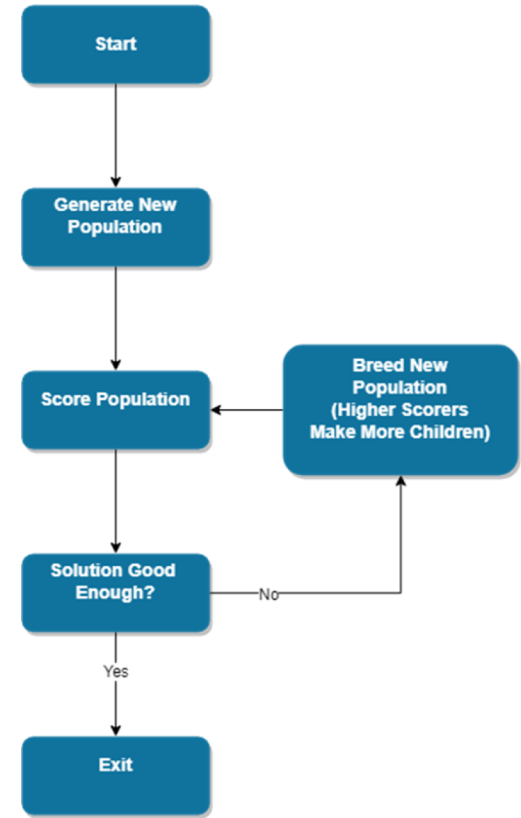 Start
Generate New
Population
Score Population
Breed New
Population
(Higher Scorers
Make More Children)
Solution Good
Enough?
No
Yes
Exit